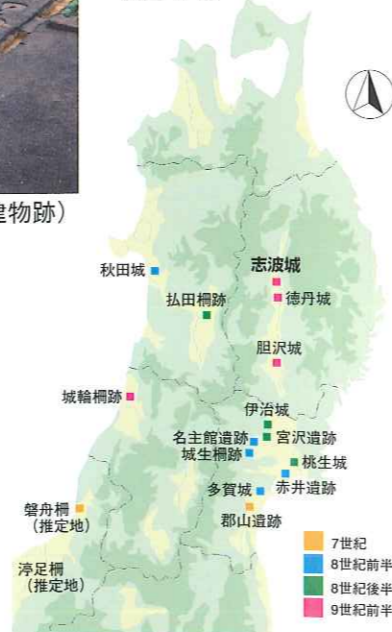 建物跡）
秋田城
払田柵跡
志波城
徳丹城
胆沢城
城輪柵跡
伊治城
名主館遺跡
宮沢遺跡
城生柵跡
桃生城
多賀城
赤井遺跡
郡山遺跡
磐舟柵
（推定地）
渟足柵
（推定地）
7世紀
8世紀前半
8世紀後半
9世紀前半